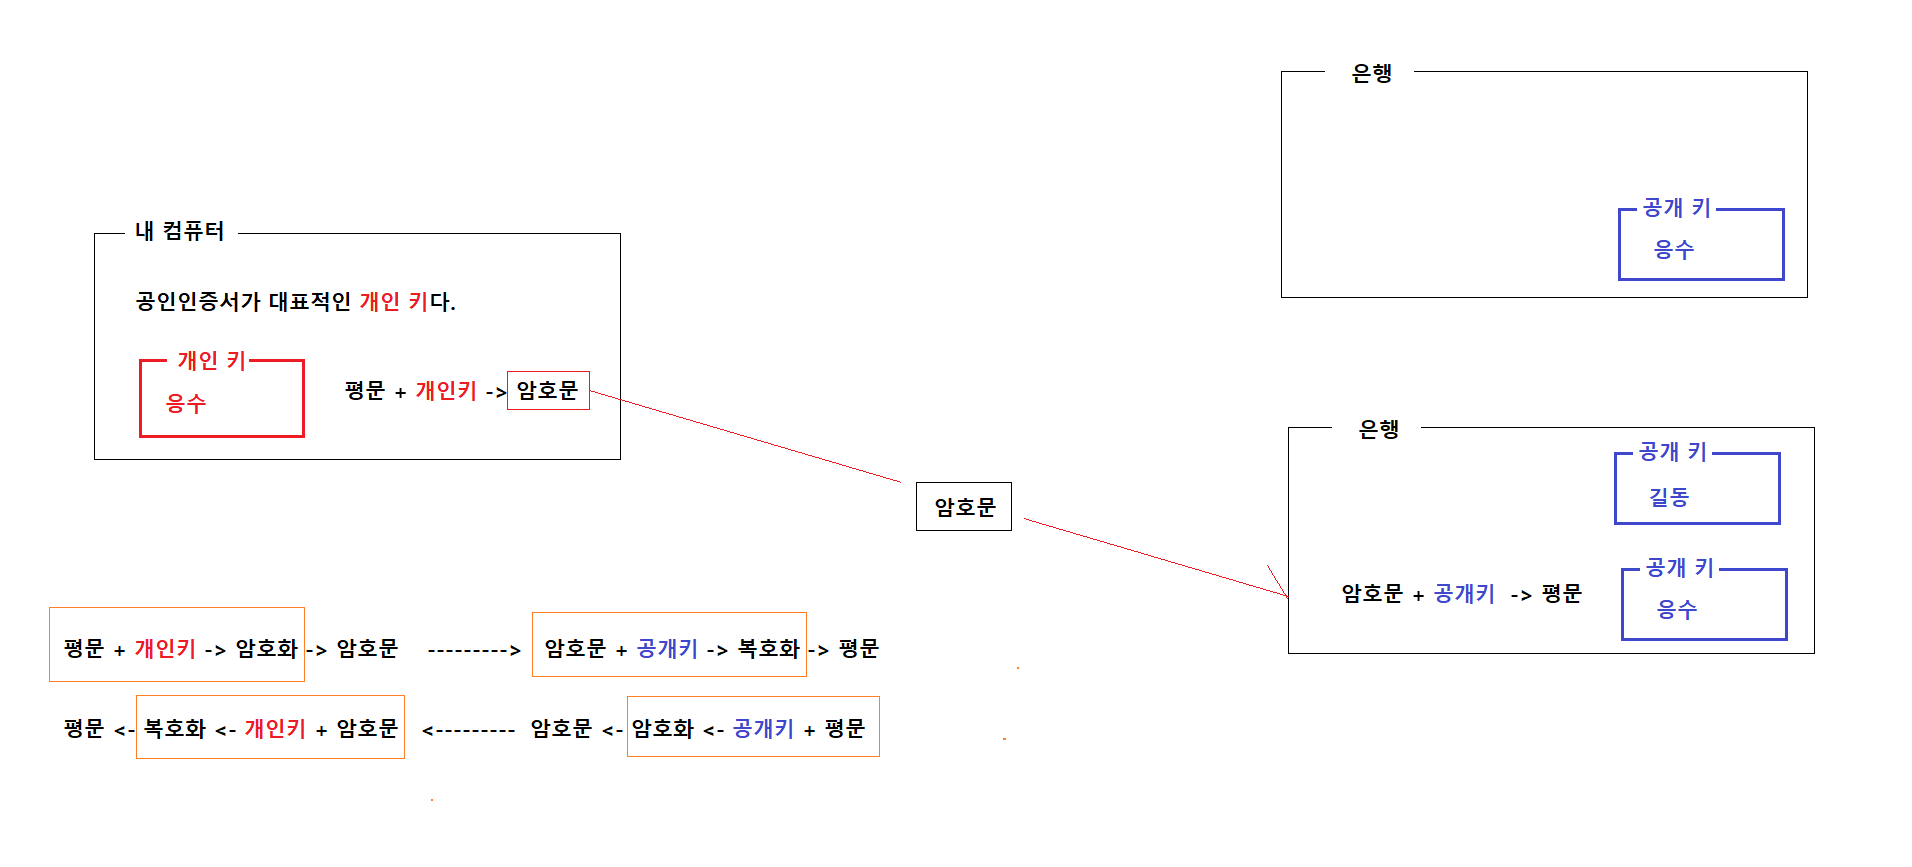 은행
공개 키
응수
내 컴퓨터
공인인증서가 대표적인 개인 키다.
개인 키
응수
평문 + 개인키 -> 암호문
암호문
은행
공개 키
길동
공개 키
응수
암호문 + 공개키 -> 평문
평문 + 개인키 -> 암호화 -> 암호문 ---------> 암호문 + 공개키 -> 복호화 -> 평문
평문 <- 복호화 <- 개인키 + 암호문 <--------- 암호문 <- 암호화 <- 공개키 + 평문